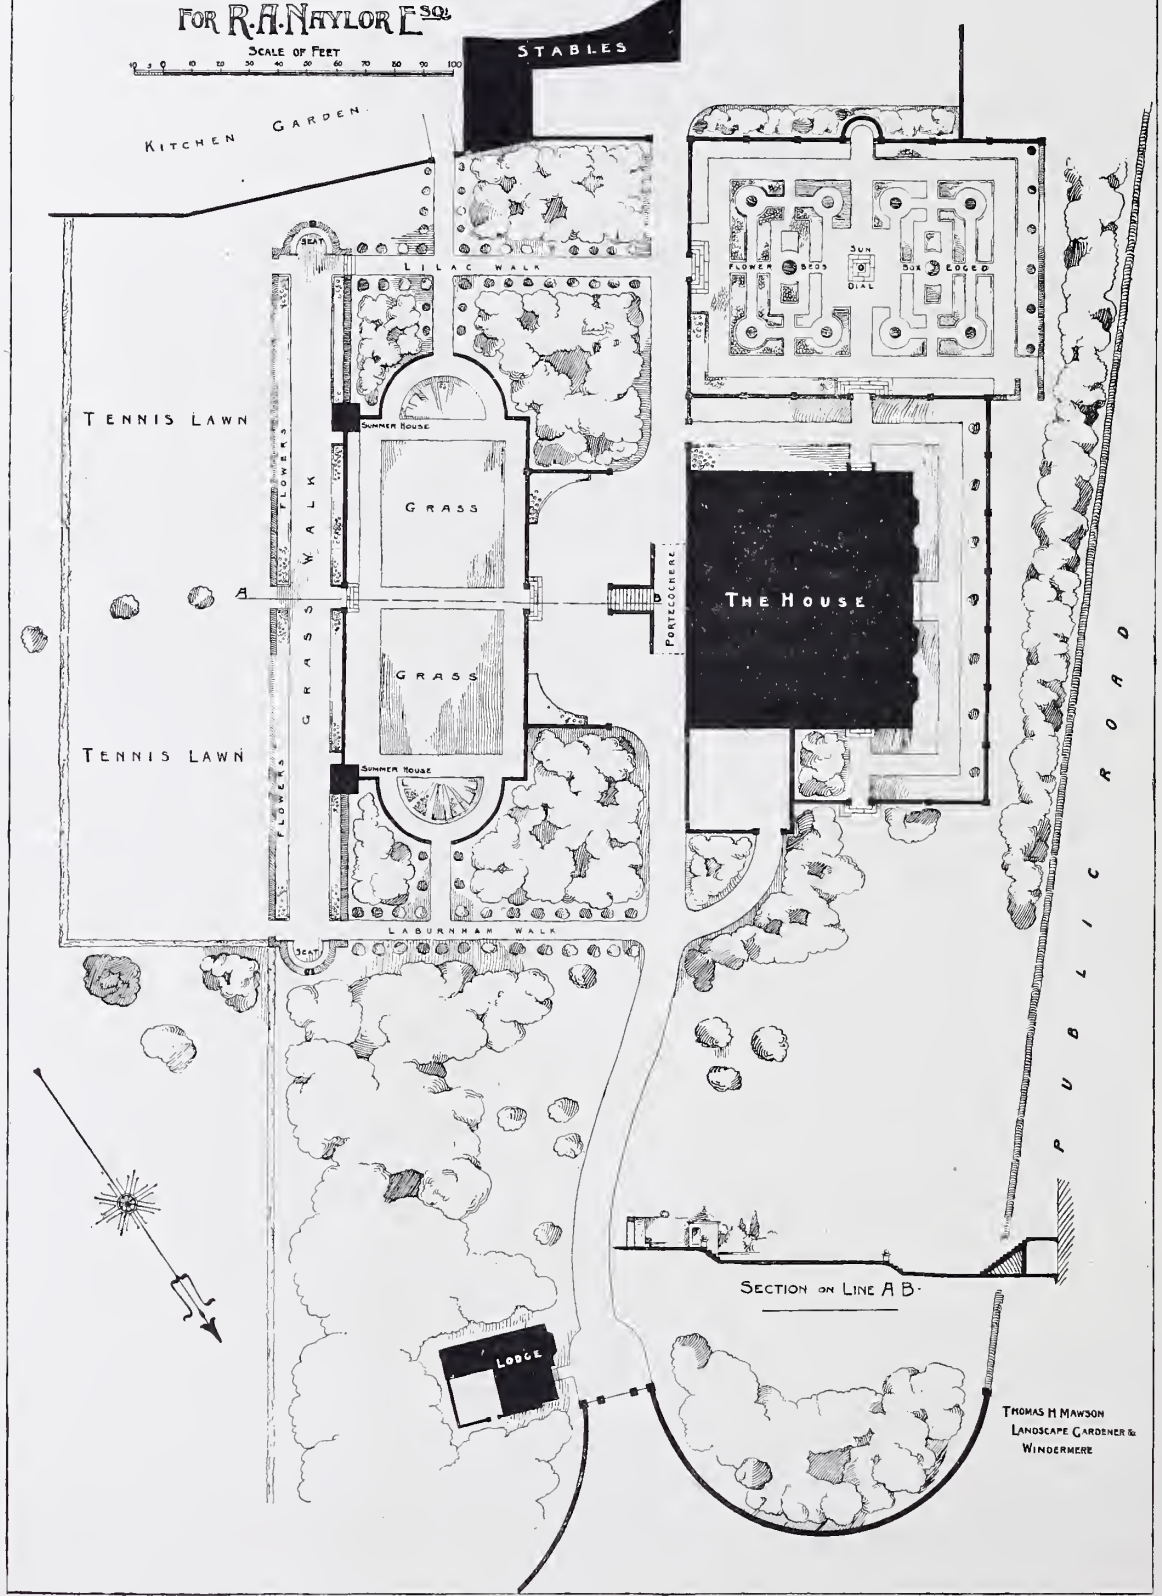 FOR R.A. NAYLOR ESQ.
SCALE OF FEET
10 5 0 10 20 30 40 50 60 70 80 90 100
STABLES
KITCHEN GARDEN.
SEAT
LILAC WALK
FLOWER BEDS
SUN DIAL
BOX EDGED
TENNIS LAWN
FLOWERS
GRASS WALK
SUMMER HOUSE
GRASS
A
B
PORTECOCHERE
THE HOUSE
GRASS
TENNIS LAWN
FLOWERS
SUMMER HOUSE
LABURNHAM WALK
SEAT
PUBLIC ROAD
SECTION ON LINE A B.
LODGE
THOMAS H MAWSON
LANDSCAPE GARDENER &c
WINDERMERE